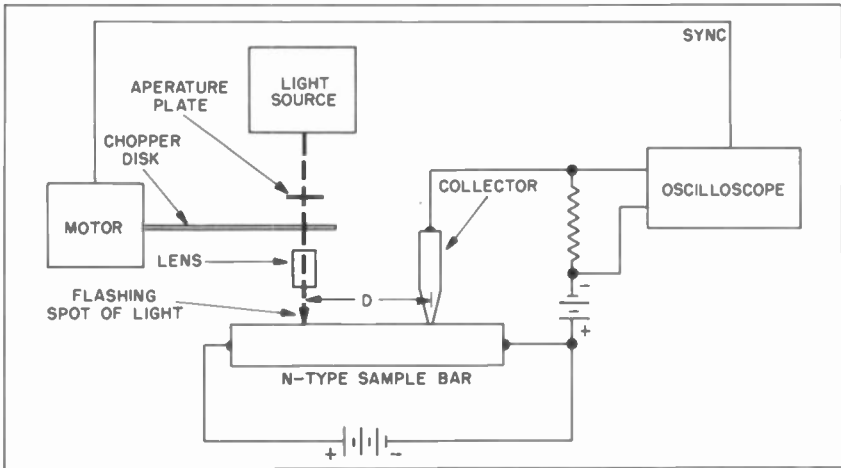 SYNC
LIGHT
SOURCE
APERATURE
PLATE
CHOPPER
DISK
MOTOR
COLLECTOR
OSCILLOSCOPE
LENS
FLASHING
SPOT OF LIGHT
D
-
+
N-TYPE SAMPLE BAR
+
-